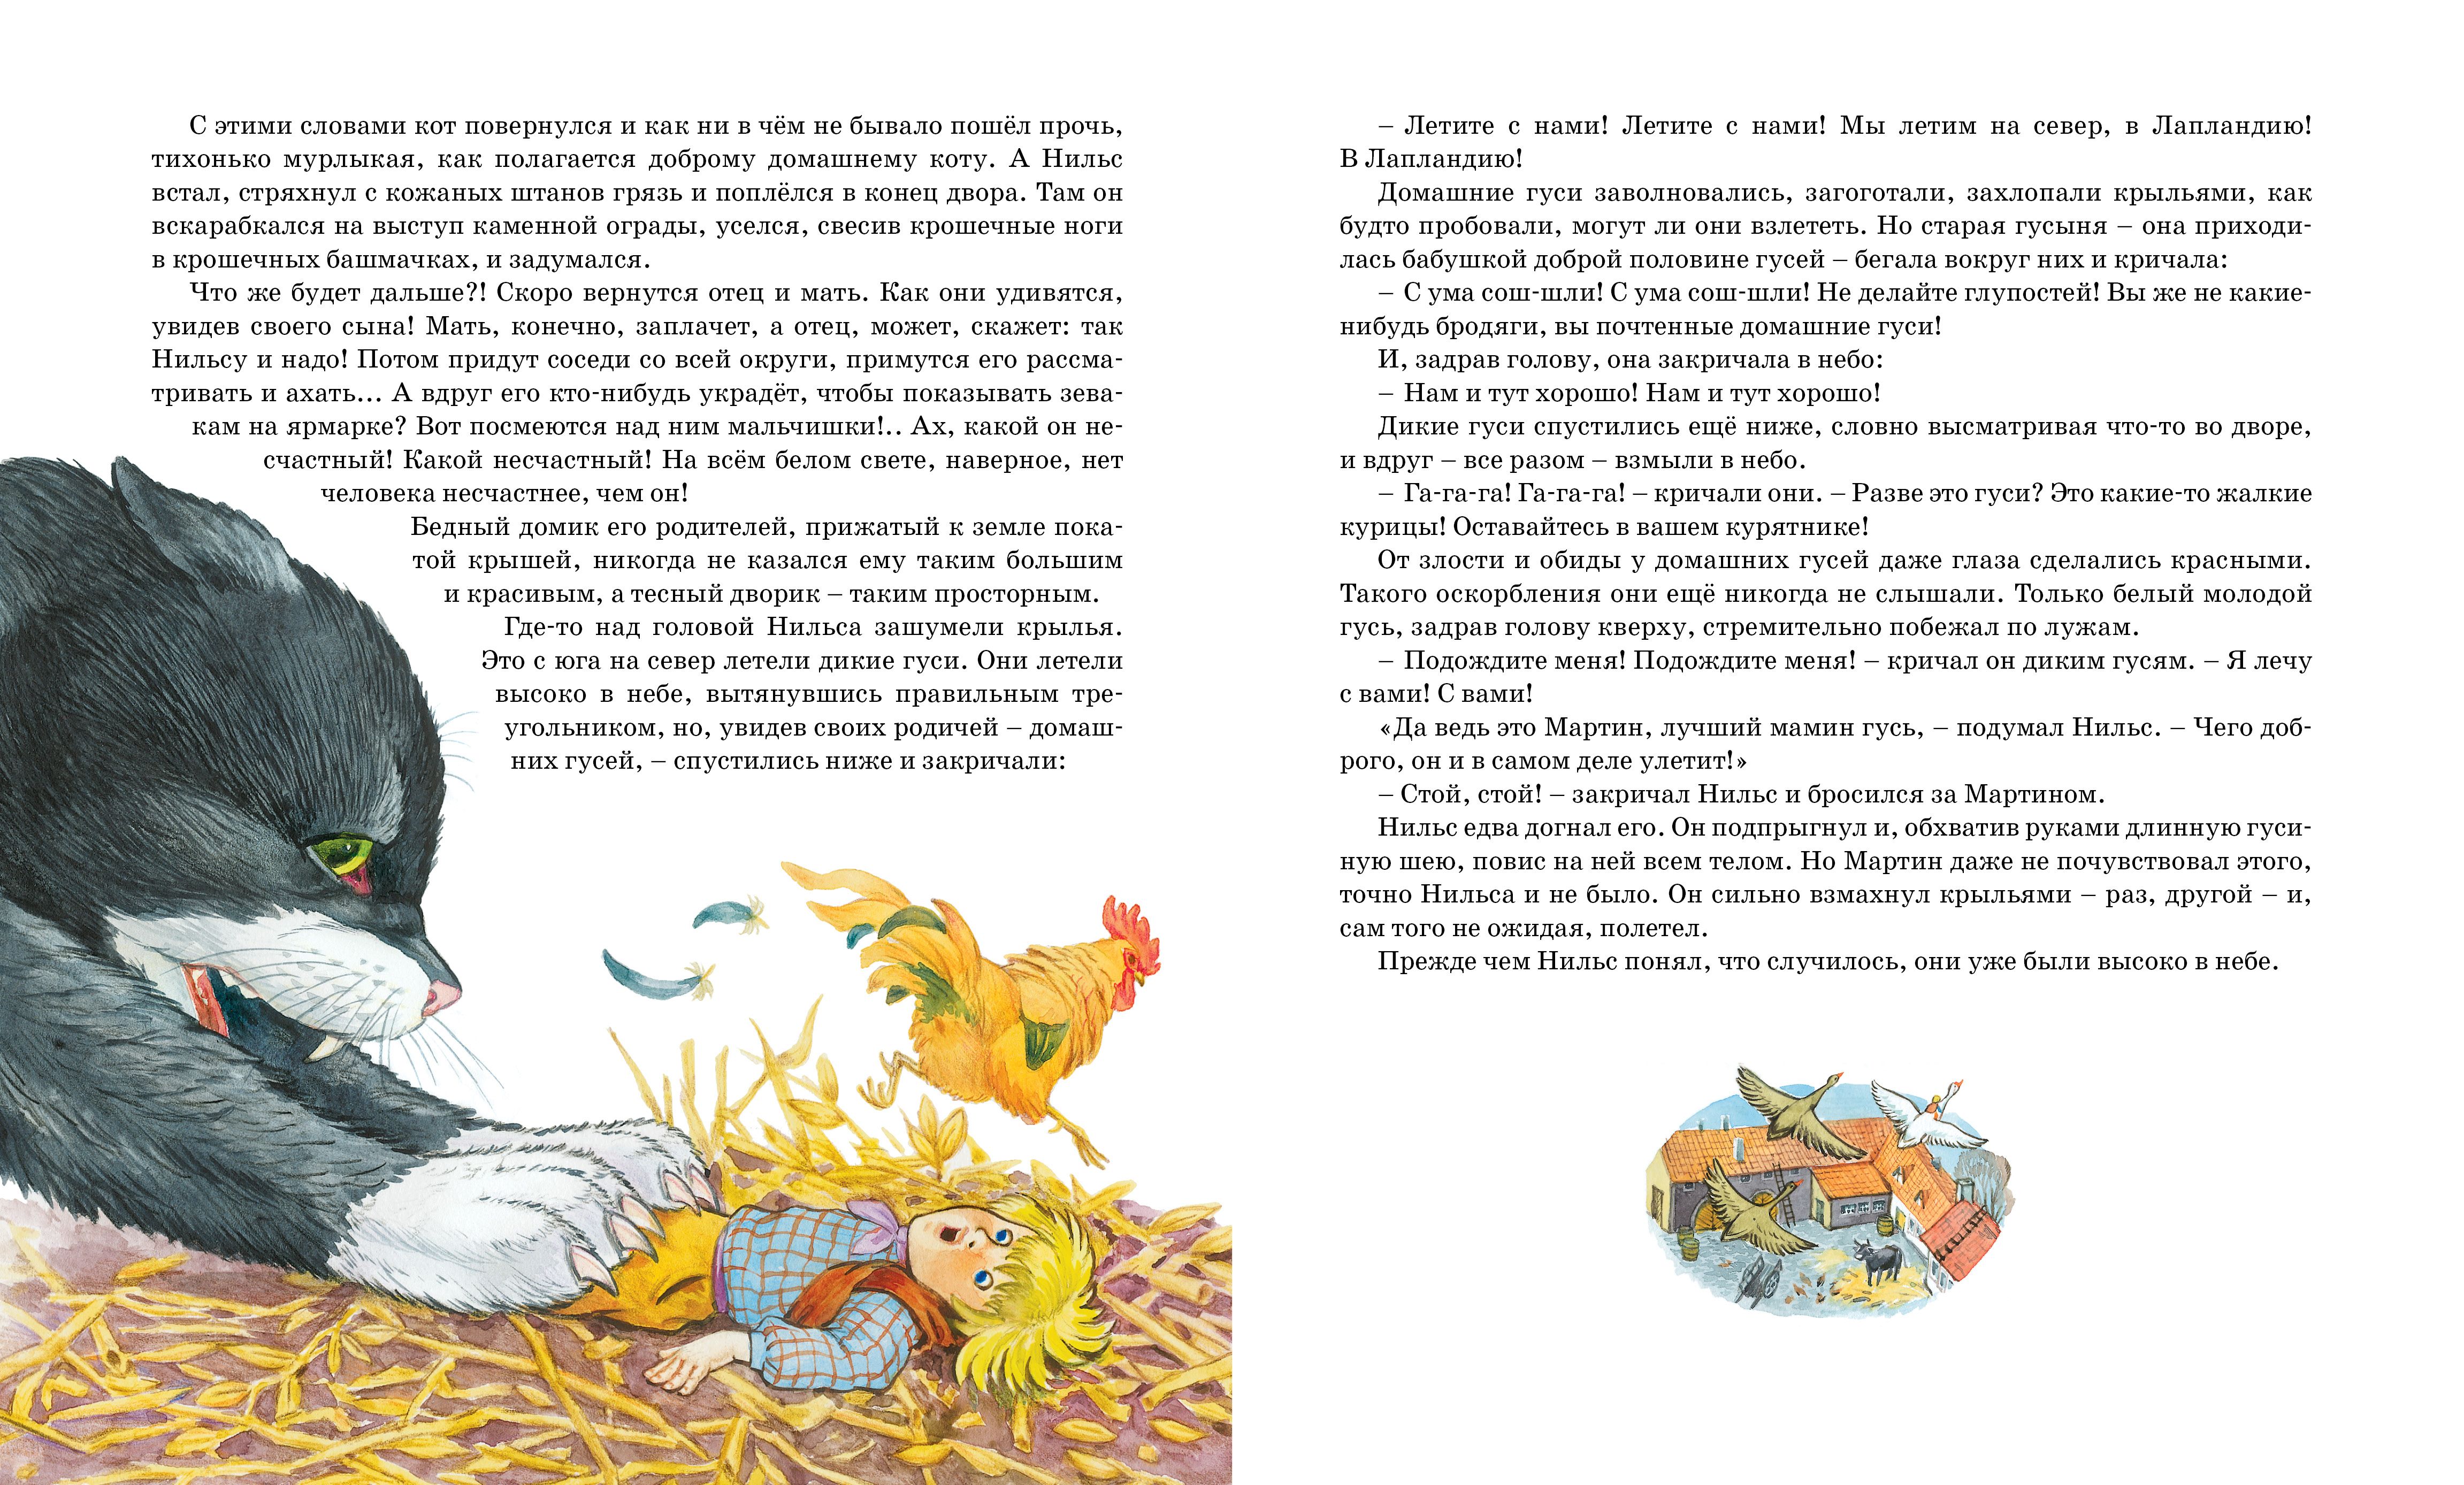 С этими словами кот повернулся и как ни в чём не бывало пошёл прочь,
тихонько мурлыкая, как полагается доброму домашнему коту. А Нильс
встал, стряхнул с кожаных штанов грязь и поплёлся в конец двора. Там он
вскарабкался на выступ каменной ограды, уселся, свесив крошечные ноги
в крошечных башмачках, и задумался.
Что же будет дальше?! Скоро вернутся отец и мать. Как они удивятся,
увидев своего сына! Мать, конечно, заплачет, а отец, может, скажет: так
Нильсу и надо! Потом придут соседи со всей округи, примутся его рассма-
тривать и ахать... А вдруг его кто-нибудь украдёт, чтобы показывать зева-
кам на ярмарке? Вот посмеются над ним мальчишки!.. Ах, какой он не-
счастный! Какой несчастный! На всём белом свете, наверное, нет
человека несчастнее, чем он!
Бедный домик его родителей, прижатый к земле пока-
той крышей, никогда не казался ему таким большим
и красивым, а тесный дворик – таким просторным.
Где-то над головой Нильса зашумели крылья.
Это с юга на север летели дикие гуси. Они летели
высоко в небе, вытянувшись правильным тре-
угольником, но, увидев своих родичей – домаш-
них гусей, – спустились ниже и закричали:
– Летите с нами! Летите с нами! Мы летим на север, в Лапландию!
В Лапландию!
Домашние гуси заволновались, загоготали, захлопали крыльями, как
будто пробовали, могут ли они взлететь. Но старая гусыня – она приходи-
лась бабушкой доброй половине гусей – бегала вокруг них и кричала:
– С ума сош-шли! С ума сош-шли! Не делайте глупостей! Вы же не какие-
нибудь бродяги, вы почтенные домашние гуси!
И, задрав голову, она закричала в небо:
– Нам и тут хорошо! Нам и тут хорошо!
Дикие гуси спустились ещё ниже, словно высматривая что-то во дворе,
и вдруг – все разом – взмыли в небо.
– Га-га-га! Га-га-га! – кричали они. – Разве это гуси? Это какие-то жалкие
курицы! Оставайтесь в вашем курятнике!
От злости и обиды у домашних гусей даже глаза сделались красными.
Такого оскорбления они ещё никогда не слышали. Только белый молодой
гусь, задрав голову кверху, стремительно побежал по лужам.
– Подождите меня! Подождите меня! – кричал он диким гусям. – Я лечу
с вами! С вами!
«Да ведь это Мартин, лучший мамин гусь, – подумал Нильс. – Чего доб-
рого, он и в самом деле улетит!»
– Стой, стой! – закричал Нильс и бросился за Мартином.
Нильс едва догнал его. Он подпрыгнул и, обхватив руками длинную гуси-
ную шею, повис на ней всем телом. Но Мартин даже не почувствовал этого,
точно Нильса и не было. Он сильно взмахнул крыльями – раз, другой – и,
сам того не ожидая, полетел.
Прежде чем Нильс понял, что случилось, они уже были высоко в небе.